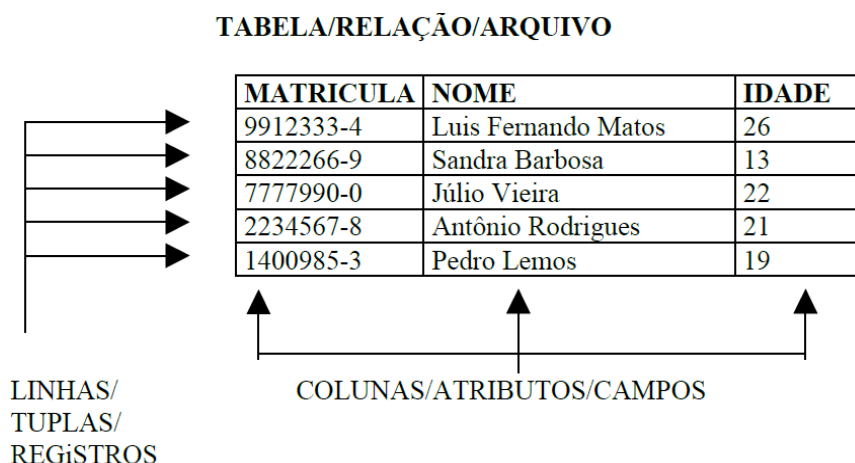 TABELA/RELAÇÃO/ARQUIVO
MATRICULA NOME IDADE
9912333-4 Luis Fernando Matos 26
8822266-9 Sandra Barbosa 13
7777990-0 Júlio Vieira 22
2234567-8 Antônio Rodrigues 21
1400985-3 Pedro Lemos 19
LINHAS/
TUPLAS/
REGiSTROS
COLUNAS/ATRIBUTOS/CAMPOS